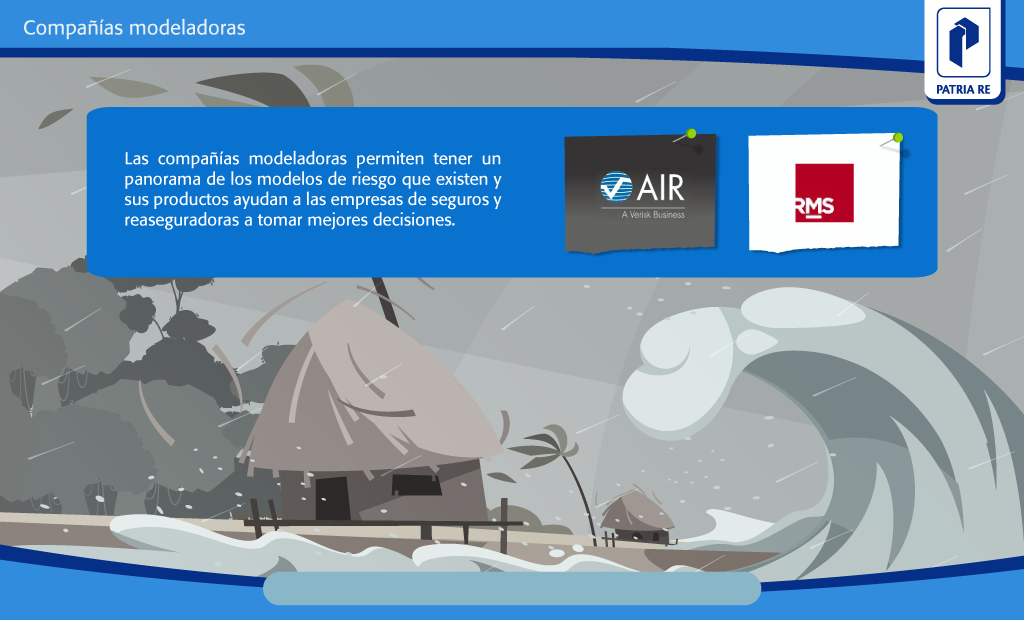 Compañías modeladoras
PATRIA RE
Las compañías modeladoras permiten tener un
panorama de los modelos de riesgo que existen y
sus productos ayudan a las empresas de seguros y
reaseguradoras a tomar mejores decisiones.
AIR
A Verisk Business
RMS